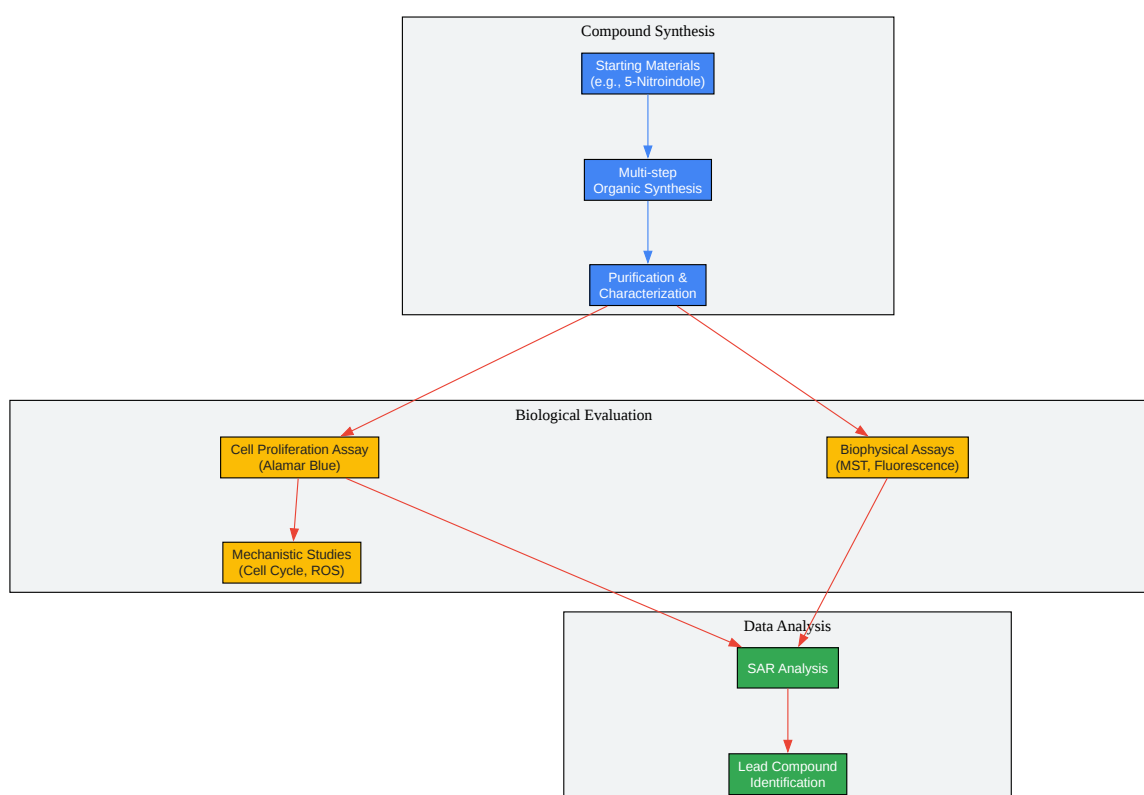 Compound Synthesis
Starting Materials
(e.g., 5-Nitroindole)
Multi-step
Organic Synthesis
Purification &
Characterization
Biological Evaluation
Cell Proliferation Assay
(Alamar Blue)
Biophysical Assays
(MST, Fluorescence)
Mechanistic Studies
(Cell Cycle, ROS)
Data Analysis
SAR Analysis
Lead Compound
Identification